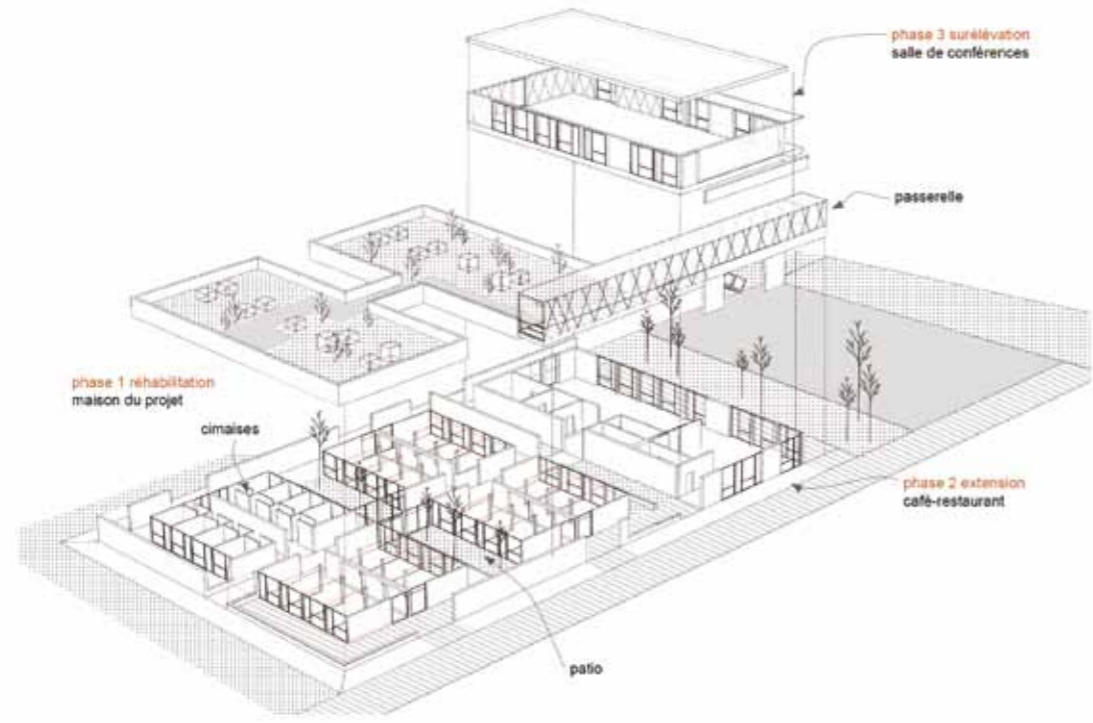 phase 3 surélévation
salle de conférences
passerelle
phase 1 réhabilitation
maison du projet
cimaises
phase 2 extension
café-restaurant
patio